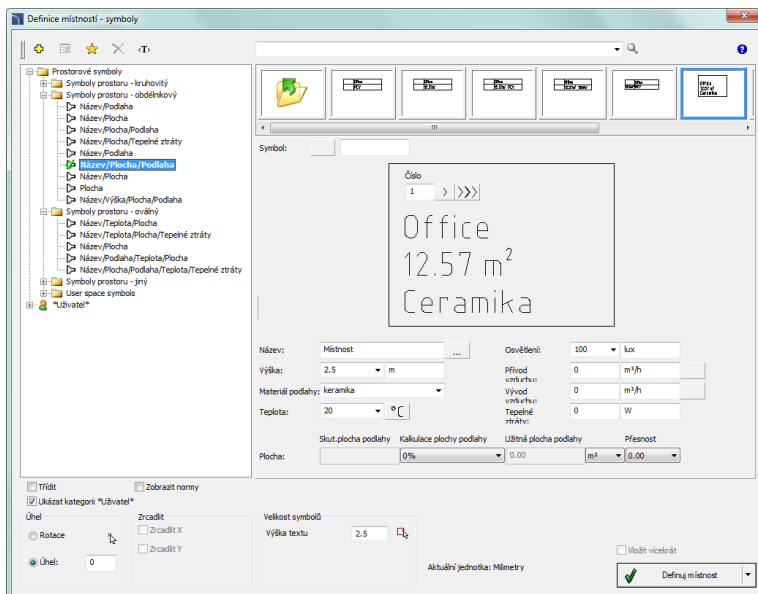 Definice místností - symboly
Prostorové symboly
Symboly prostoru - kruhovitý
Symboly prostoru - obdélníkový
Název/Podlaha
Název/Plocha
Název/Plocha/Podlaha
Název/Plocha/Tepelné ztráty
Název/Podlaha
Název/Plocha/Podlaha
Název/Plocha
Plocha
Název/Výška/Plocha/Podlaha
Symboly prostoru - oválný
Název/Teplota/Plocha
Název/Teplota/Plocha/Tepelné ztráty
Název/Plocha
Název/Podlaha/Teplota/Plocha
Název/Plocha/Podlaha/Teplota/Tepelné ztráty
Symboly prostoru - jiný
User space symbols
*Uživatel*
Symbol:
Číslo
1
Office
12.57 m²
Ceramika
Název: Místnost ... Osvětlení: 100 lux
Výška: 2.5 m Přívod vzduchu: 0 m³/h
Materiál podlahy: keramika Vývod vzduchu: 0 m³/h
Teplota: 20 °C Tepelné ztráty: 0 W
Skut.plocha podlahy Kalkulace plochy podlahy Užitná plocha podlahy Přesnost
Plocha: 0% 0.00 m² 0.00
Třídit Zobrazit normy
Ukázat kategorii *Uživatel*
Úhel Zrcadlit Velikost symbolů
Rotace Zrcadlit X Výška textu 2.5
Zrcadlit Y Vložit vícekrát
Úhel: 0 Aktuální jednotka: Milimetry
Definuj místnost